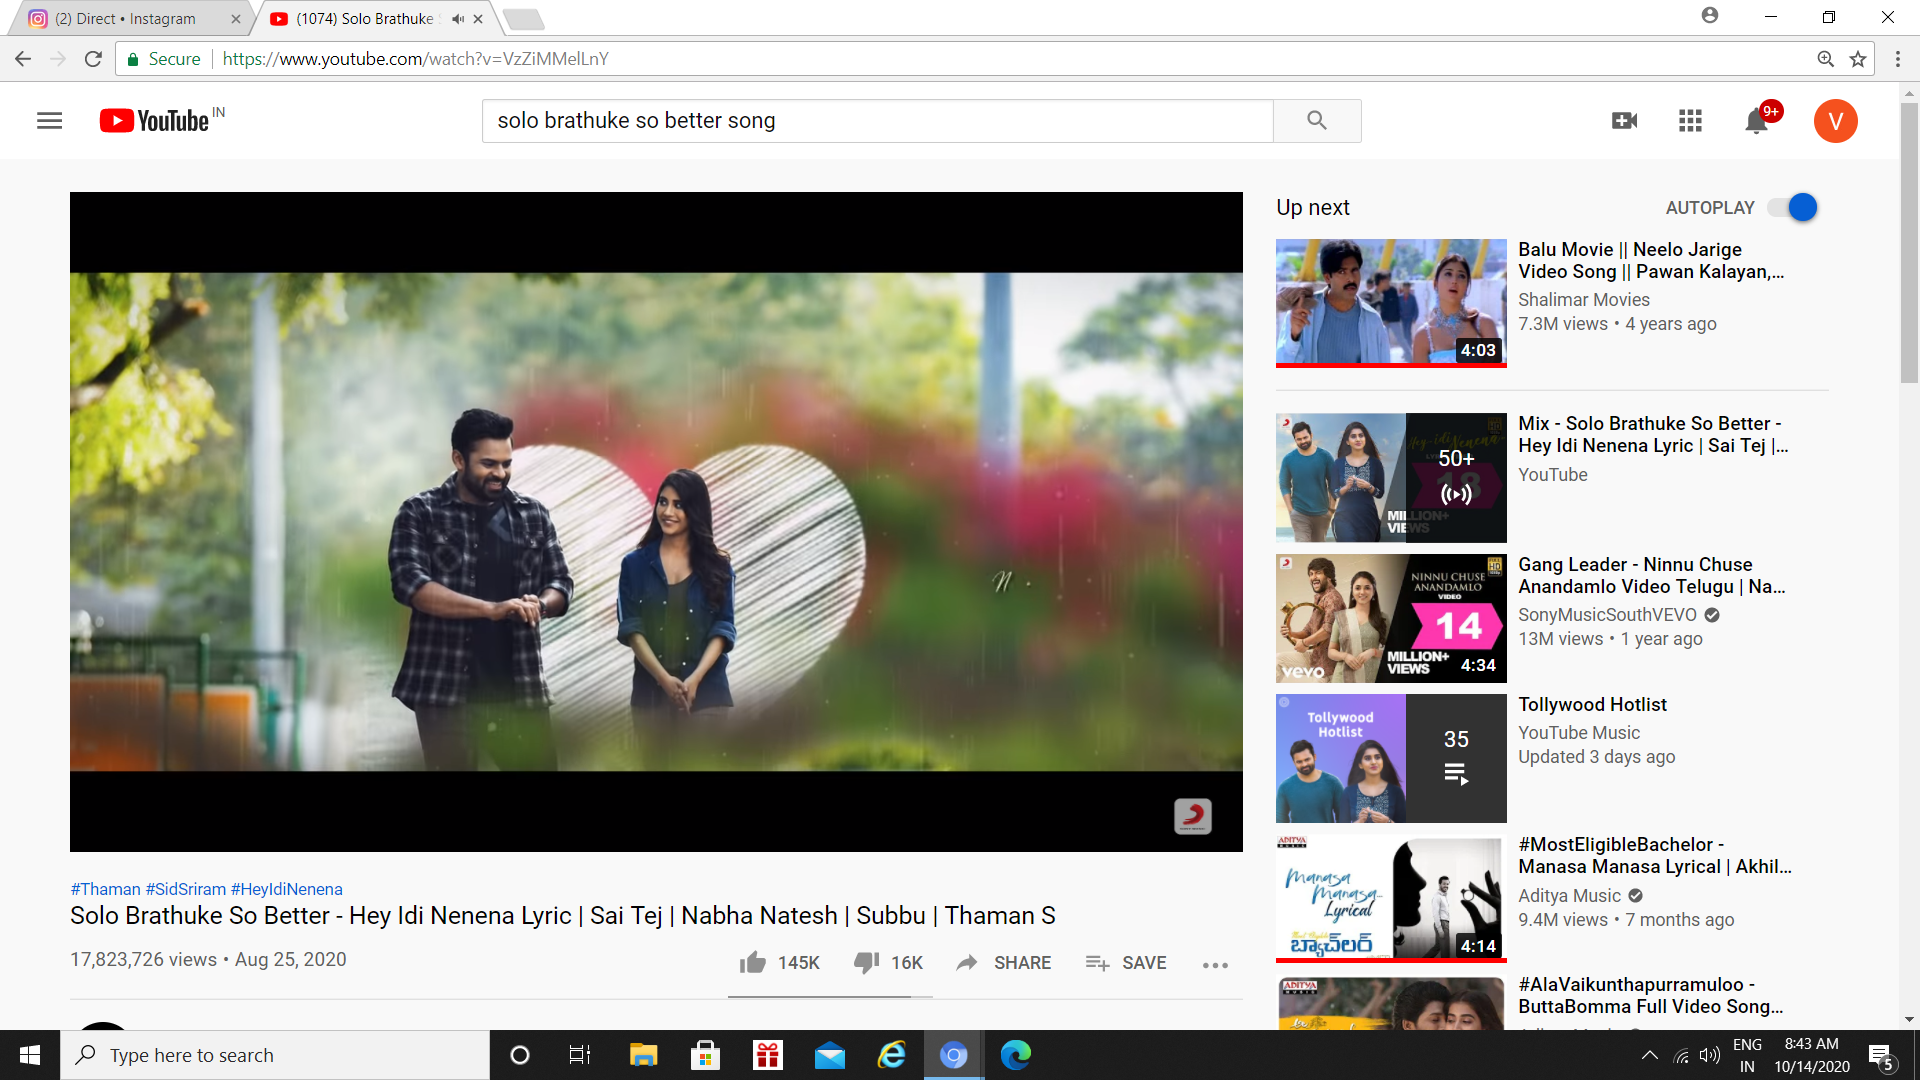 (2) Direct • Instagram
(1074) Solo Brathuke
Secure
https://www.youtube.com/watch?v=VzZiMMelLnY
YouTube IN
solo brathuke so better song
9+
V
Up next
AUTOPLAY
Balu Movie || Neelo Jarige
Video Song || Pawan Kalayan,...
Shalimar Movies
7.3M views • 4 years ago
4:03
Mix - Solo Brathuke So Better -
Hey Idi Nenena Lyric | Sai Tej |...
YouTube
50+
MILLION+
VIEWS
Gang Leader - Ninnu Chuse
Anandamlo Video Telugu | Na...
SonyMusicSouthVEVO
13M views • 1 year ago
NINNU CHUSE
ANANDAMLO
VIDEO
14
MILLION+
VIEWS
4:34
vevo
Tollywood Hotlist
YouTube Music
Updated 3 days ago
Tollywood
Hotlist
35
#MostEligibleBachelor -
Manasa Manasa Lyrical | Akhil...
Aditya Music
9.4M views • 7 months ago
ADITYA
MUSIC
Manasa
Manasa...
Lyrical
బ్యాచ్‌లర్
4:14
#AlaVaikunthapurramuloo -
ButtaBomma Full Video Song...
ADITYA
MUSIC
N
#Thaman #SidSriram #HeyIdiNenena
Solo Brathuke So Better - Hey Idi Nenena Lyric | Sai Tej | Nabha Natesh | Subbu | Thaman S
17,823,726 views • Aug 25, 2020
145K
16K
SHARE
SAVE
Type here to search
ENG
IN
8:43 AM
10/14/2020
5